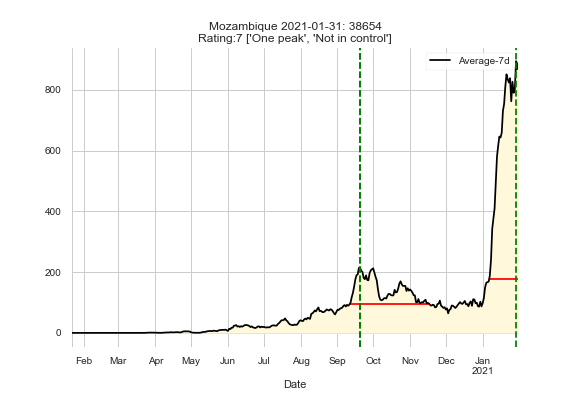 Mozambique 2021-01-31: 38654
Rating:7 ['One peak', 'Not in control']
Average-7d
800
600
400
200
0
Feb Mar Apr May Jun Jul Aug Sep Oct Nov Dec Jan
2021
Date